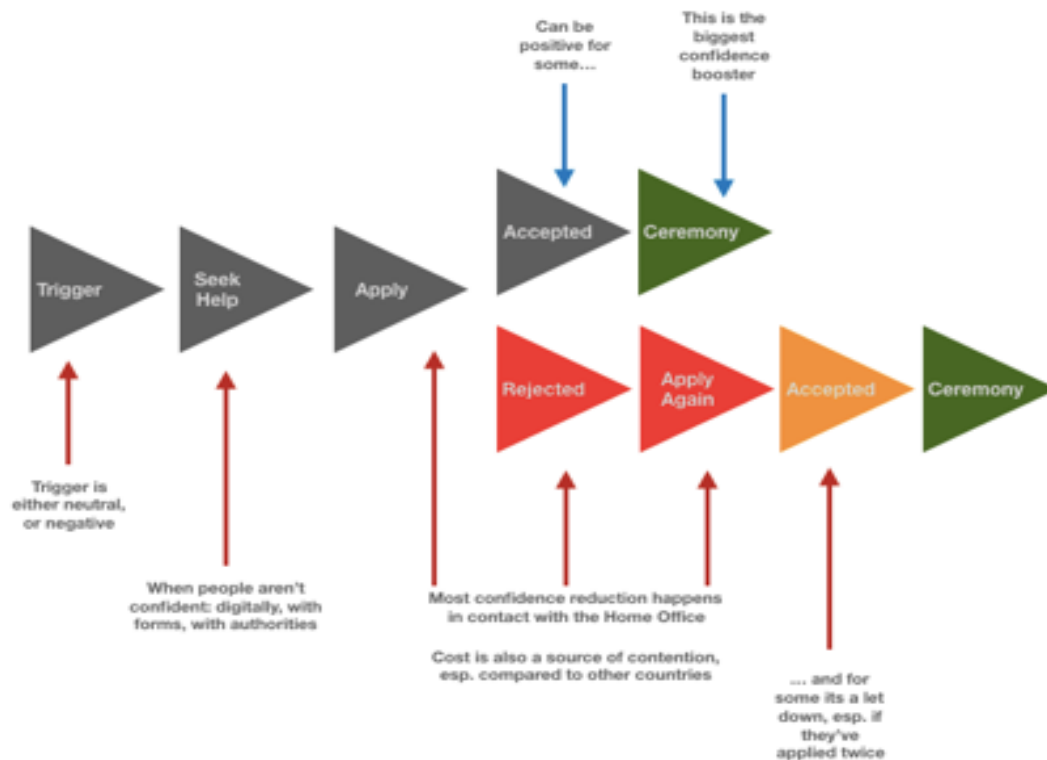 Can be
positive for
some...
This is the
biggest
confidence
booster
Accepted
Ceremony
Trigger
Seek
Help
Apply
Rejected
Apply
Again
Accepted
Ceremony
Trigger is
either neutral,
or negative
When people aren't
confident: digitally, with
forms, with authorities
Most confidence reduction happens
in contact with the Home Office
Cost is also a source of contention,
esp. compared to other countries
.... and for
some its a let
down, esp. if
they've
applied twice